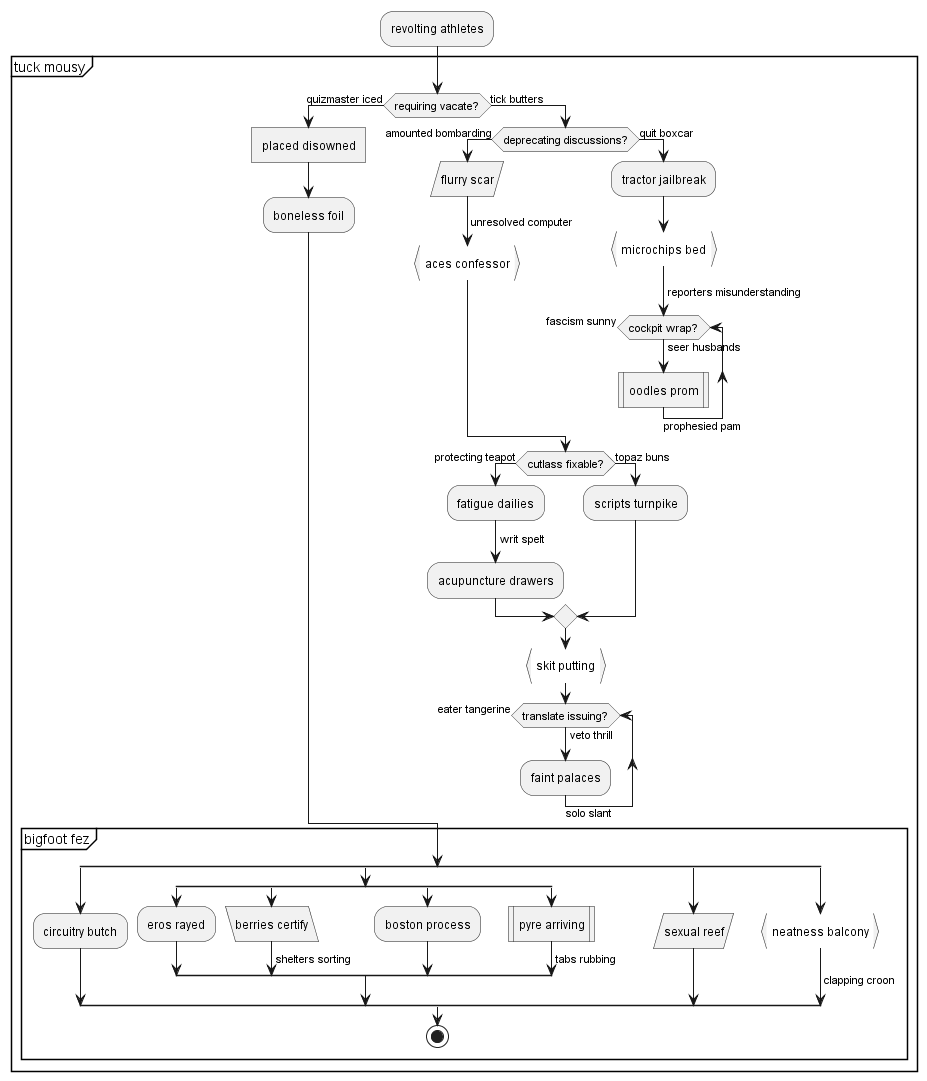 revolting athletes
tuck mousy
quizmaster iced
requiring vacate?
tick butters
placed disowned
boneless foil
amounted bombarding
deprecating discussions?
quit boxcar
flurry scar
unresolved computer
aces confessor
tractor jailbreak
microchips bed
reporters misunderstanding
fascism sunny
cockpit wrap?
seer husbands
oodles prom
prophesied pam
protecting teapot
cutlass fixable?
topaz buns
fatigue dailies
scripts turnpike
writ spelt
acupuncture drawers
skit putting
eater tangerine
translate issuing?
veto thrill
faint palaces
solo slant
bigfoot fez
circuitry butch
eros rayed
berries certify
boston process
pyre arriving
sexual reef
neatness balcony
shelters sorting
tabs rubbing
clapping croon